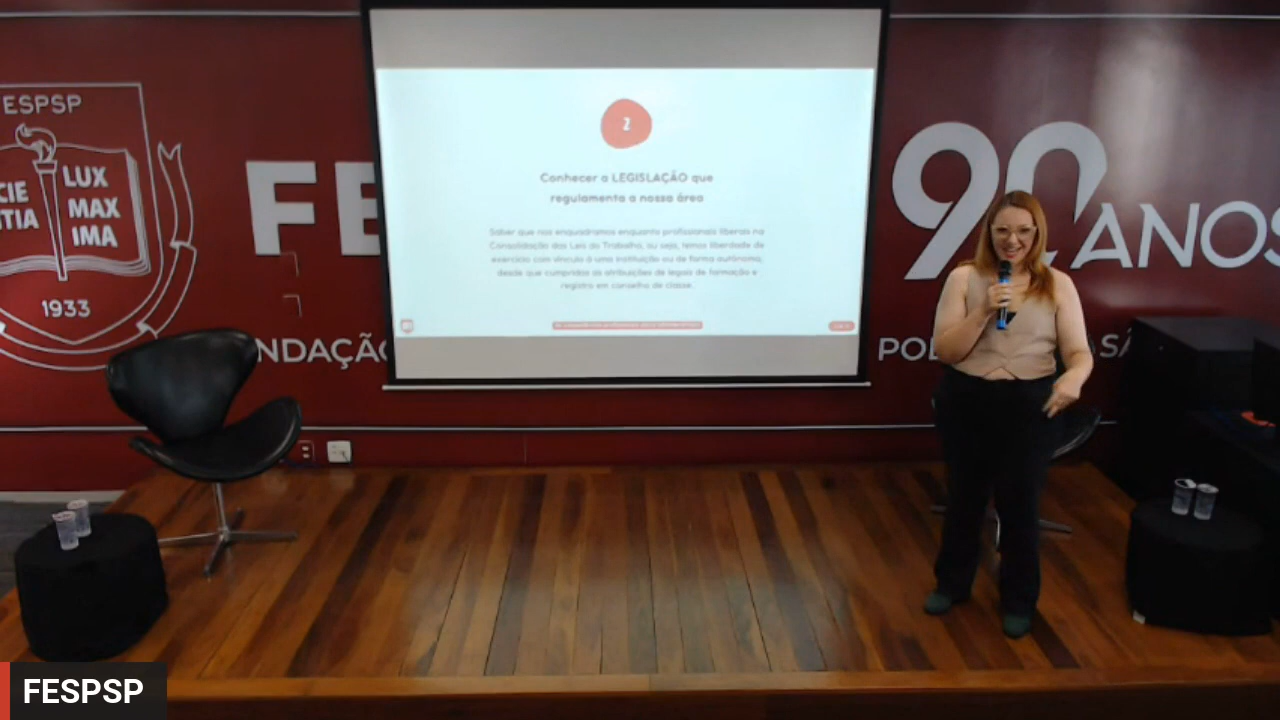 ESPSP
CIE
TIA
LUX
MAX
IMA
1933
FE
NDAÇÃO
2
Conhecer a LEGISLAÇÃO que
regulamenta a nossa área
Saber que nos enquadramos enquanto profissionais liberais na
Consolidação das Leis do Trabalho, ou seja, temos liberdade de
exercício com vínculo à uma instituição ou de forma autônoma,
desde que cumpridas as atribuições de legais de formação e
registro em conselho de classe.
90
ANOS
POL
SÃ
FESPSP